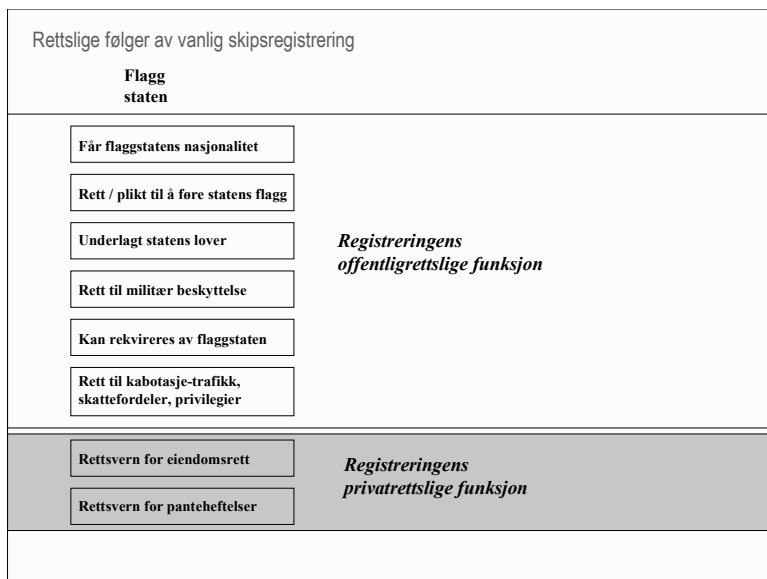 Rettslige følger av vanlig skipsregistrering
Flagg
staten
Får flaggstatens nasjonalitet
Rett / plikt til å føre statens flagg
Underlagt statens lover
Registreringens
offentligrettslige funksjon
Rett til militær beskyttelse
Kan rekvireres av flaggstaten
Rett til kabotasje-trafikk,
skattefordeler, privilegier
Rettsvern for eiendomsrett
Registreringens
privatrettslige funksjon
Rettsvern for panteheftelser